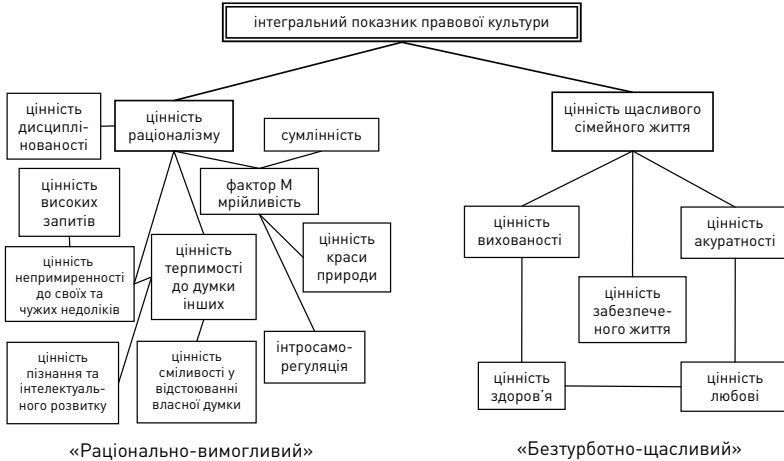 інтегральний показник правової культури
цінність
дисциплі-
нованості
цінність
раціоналізму
сумлінність
цінність щасливого
сімейного життя
цінність
високих
запитів
фактор М
мрійливість
цінність
вихованості
цінність
акуратності
цінність
непримиренності
до своїх та
чужих недоліків
цінність
терпимості
до думки
інших
цінність
краси
природи
цінність
забезпече-
ного життя
цінність
пізнання та
інтелектуаль-
ного розвитку
цінність
сміливості у
відстоюванні
власної думки
інтросамо-
регуляція
цінність
здоров’я
цінність
любові
«Раціонально-вимогливий»
«Безтурботно-щасливий»